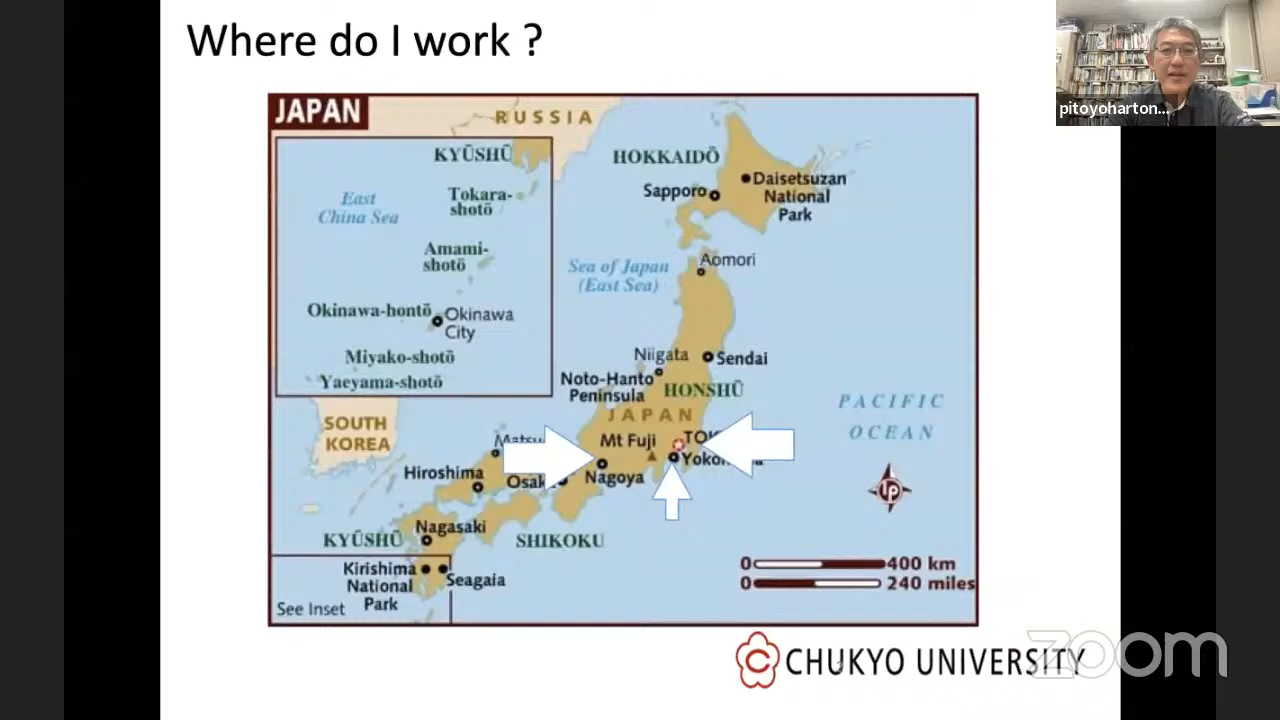 Where do I work ?
pitoyoharton...
JAPAN
RUSSIA
KYŪSHŪ
HOKKAIDŌ
East
China Sea
Tokara-
shotō
Sapporo
Daisetsuzan
National
Park
Amami-
shotō
Sea of Japan
(East Sea)
Aomori
Okinawa-hontō
Okinawa
City
Miyako-shotō
Yaeyama-shotō
Niigata
Sendai
Noto-Hanto
Peninsula
HONSHŪ
JAPAN
PACIFIC
OCEAN
SOUTH
KOREA
Mt Fuji
Hiroshima
Nagoya
Nagasaki
KYŪSHŪ
SHIKOKU
Kirishima
National
Park
Seagaia
See Inset
lp
0 400 km
0 240 miles
CHUKYO UNIVERSITY
zoom